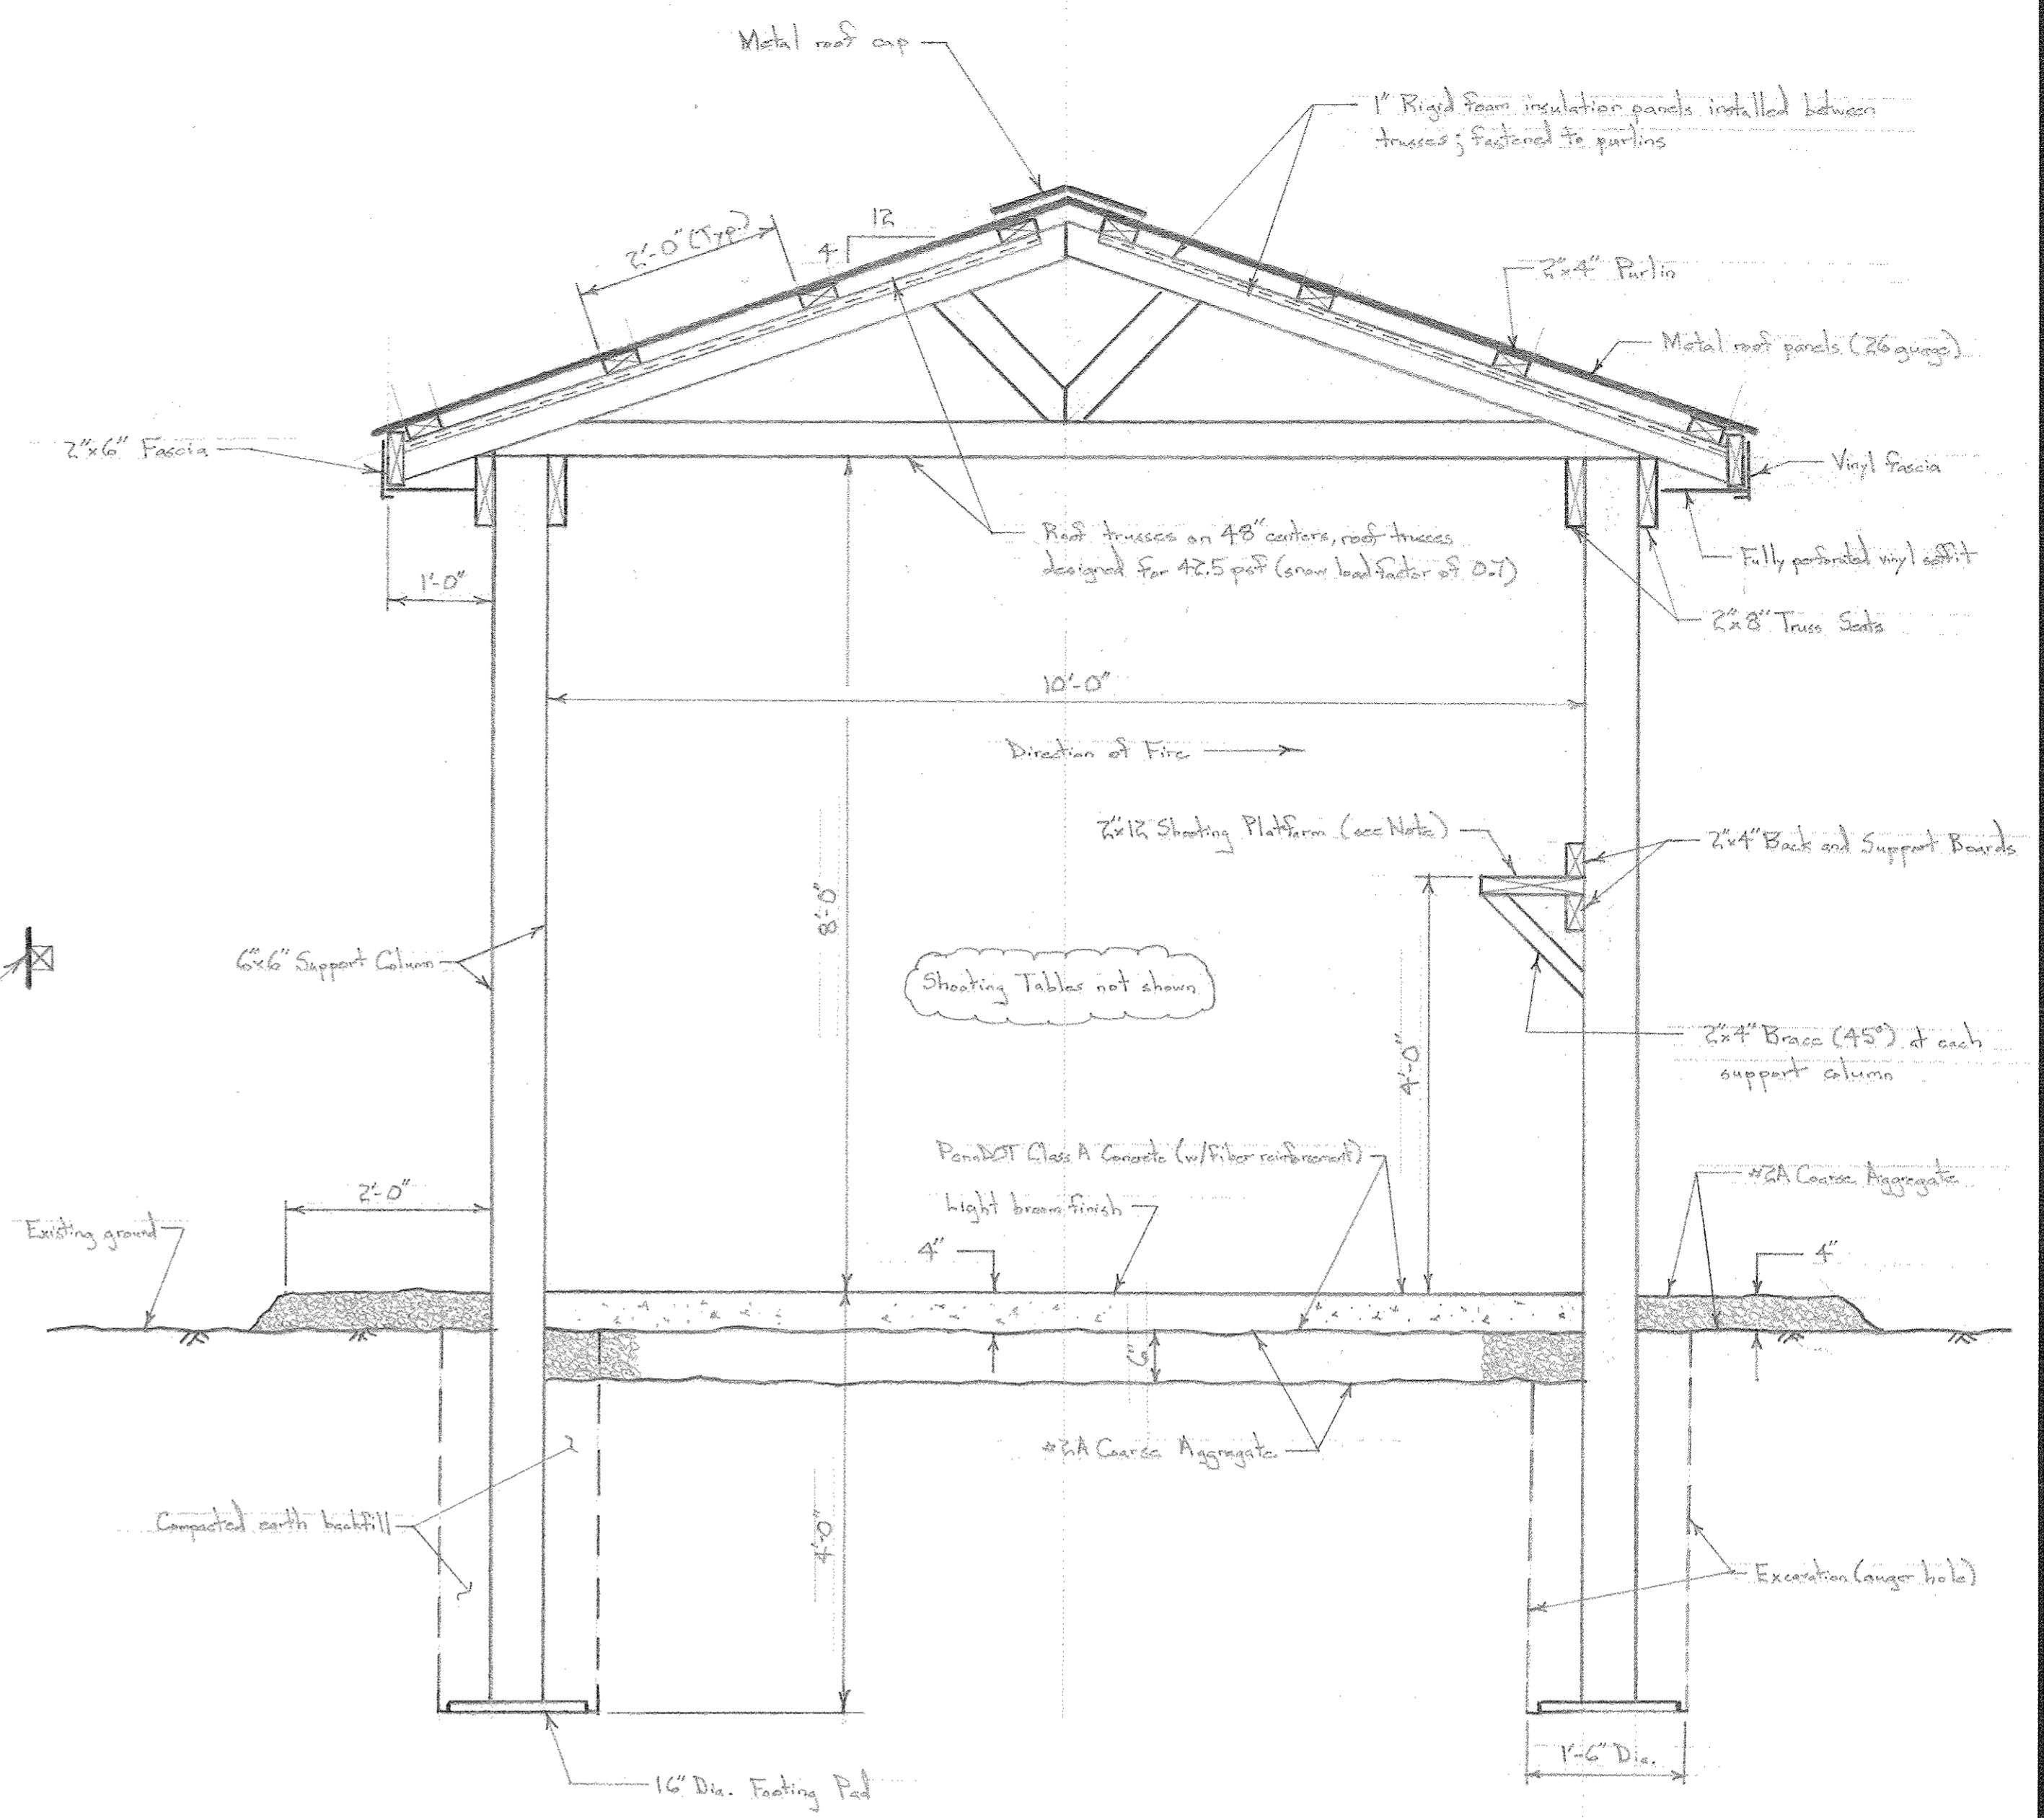 Metal roof cap
1" Rigid foam insulation panels installed between
trusses; fastened to purlins
2'-0" (Typ.)
12
4
2"x4" Purlin
Metal roof panels (26 guage)
2"x6" Fascia
Vinyl fascia
Roof trusses on 48" centers, roof trusses
designed for 42.5 psf (snow load factor of 0.7)
Fully perforated vinyl soffit
1'-0"
2"x8" Truss Seats
10'-0"
Direction of Fire
2"x12 Shooting Platform (see Note)
2"x4" Back and Support Boards
8'-0"
6"x6" Support Column
Shooting Tables not shown
2"x4" Brace (45°) at each
support column
4'-0"
PennDOT Class A Concrete (w/fiber reinforcement)
#2A Coarse Aggregate
2'-0"
Light broom finish
Existing ground
4"
4"
6"
#2A Coarse Aggregate
Compacted earth backfill
4'-0"
Excavation (auger hole)
1'-6" Dia.
16" Dia. Footing Pad